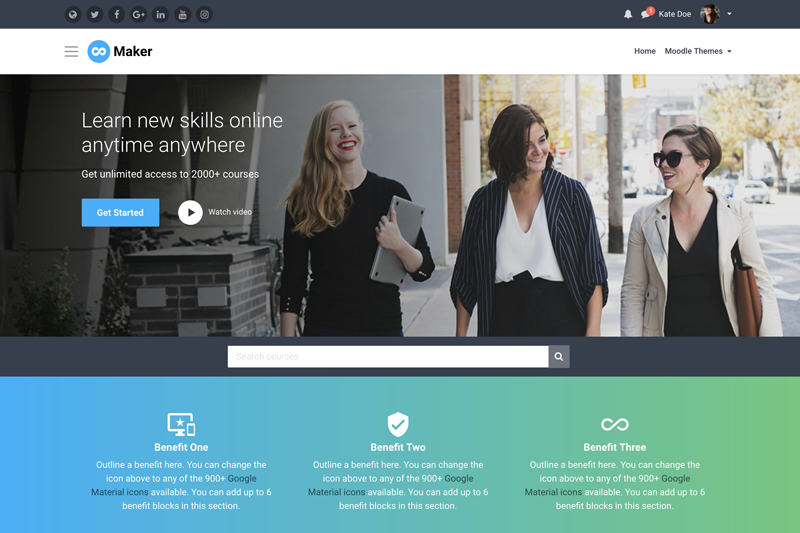 1
Kate Doe
Maker
Home
Moodle Themes
Learn new skills online
anytime anywhere
Get unlimited access to 2000+ courses
Get Started
Watch video
Search courses
Benefit One
Outline a benefit here. You can change the
icon above to any of the 900+ Google
Material icons available. You can add up to 6
benefit blocks in this section.
Benefit Two
Outline a benefit here. You can change the
icon above to any of the 900+ Google
Material icons available. You can add up to 6
benefit blocks in this section.
Benefit Three
Outline a benefit here. You can change the
icon above to any of the 900+ Google
Material icons available. You can add up to 6
benefit blocks in this section.